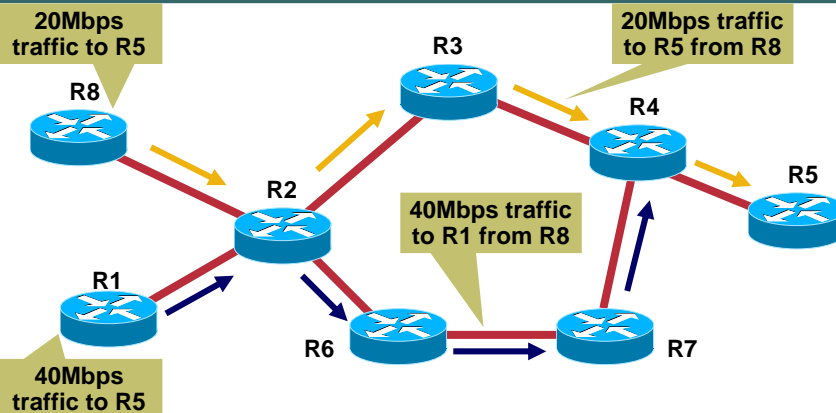 20Mbps
traffic to R5
R3
20Mbps traffic
to R5 from R8
R8
R4
R5
R2
40Mbps traffic
to R1 from R8
R1
R6
R7
40Mbps
traffic to R5